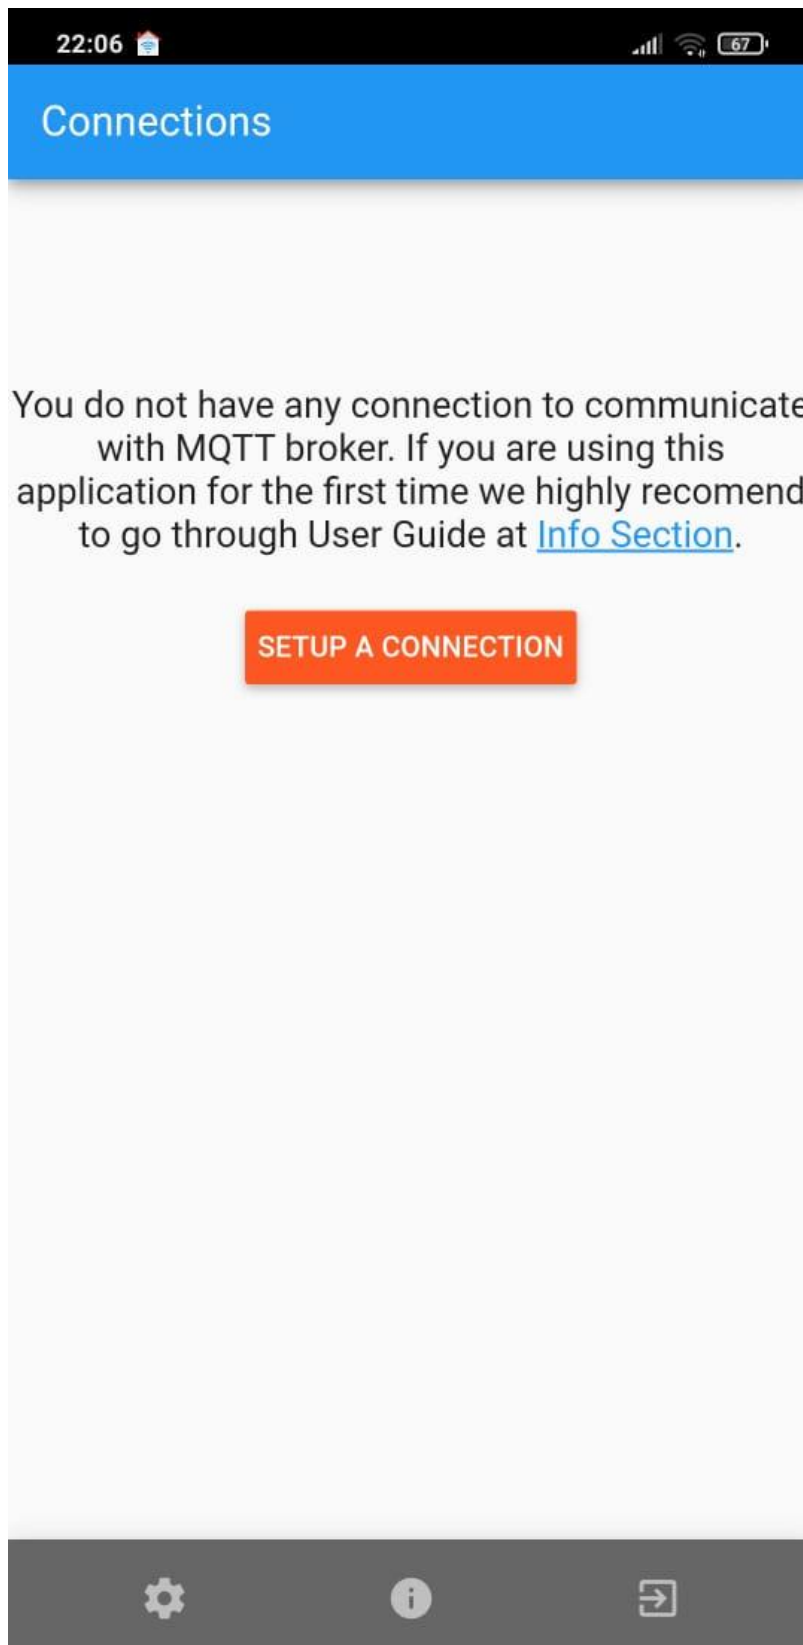 22:06
67
Connections
You do not have any connection to communicate
with MQTT broker. If you are using this
application for the first time we highly recomend
to go through User Guide at Info Section.
SETUP A CONNECTION